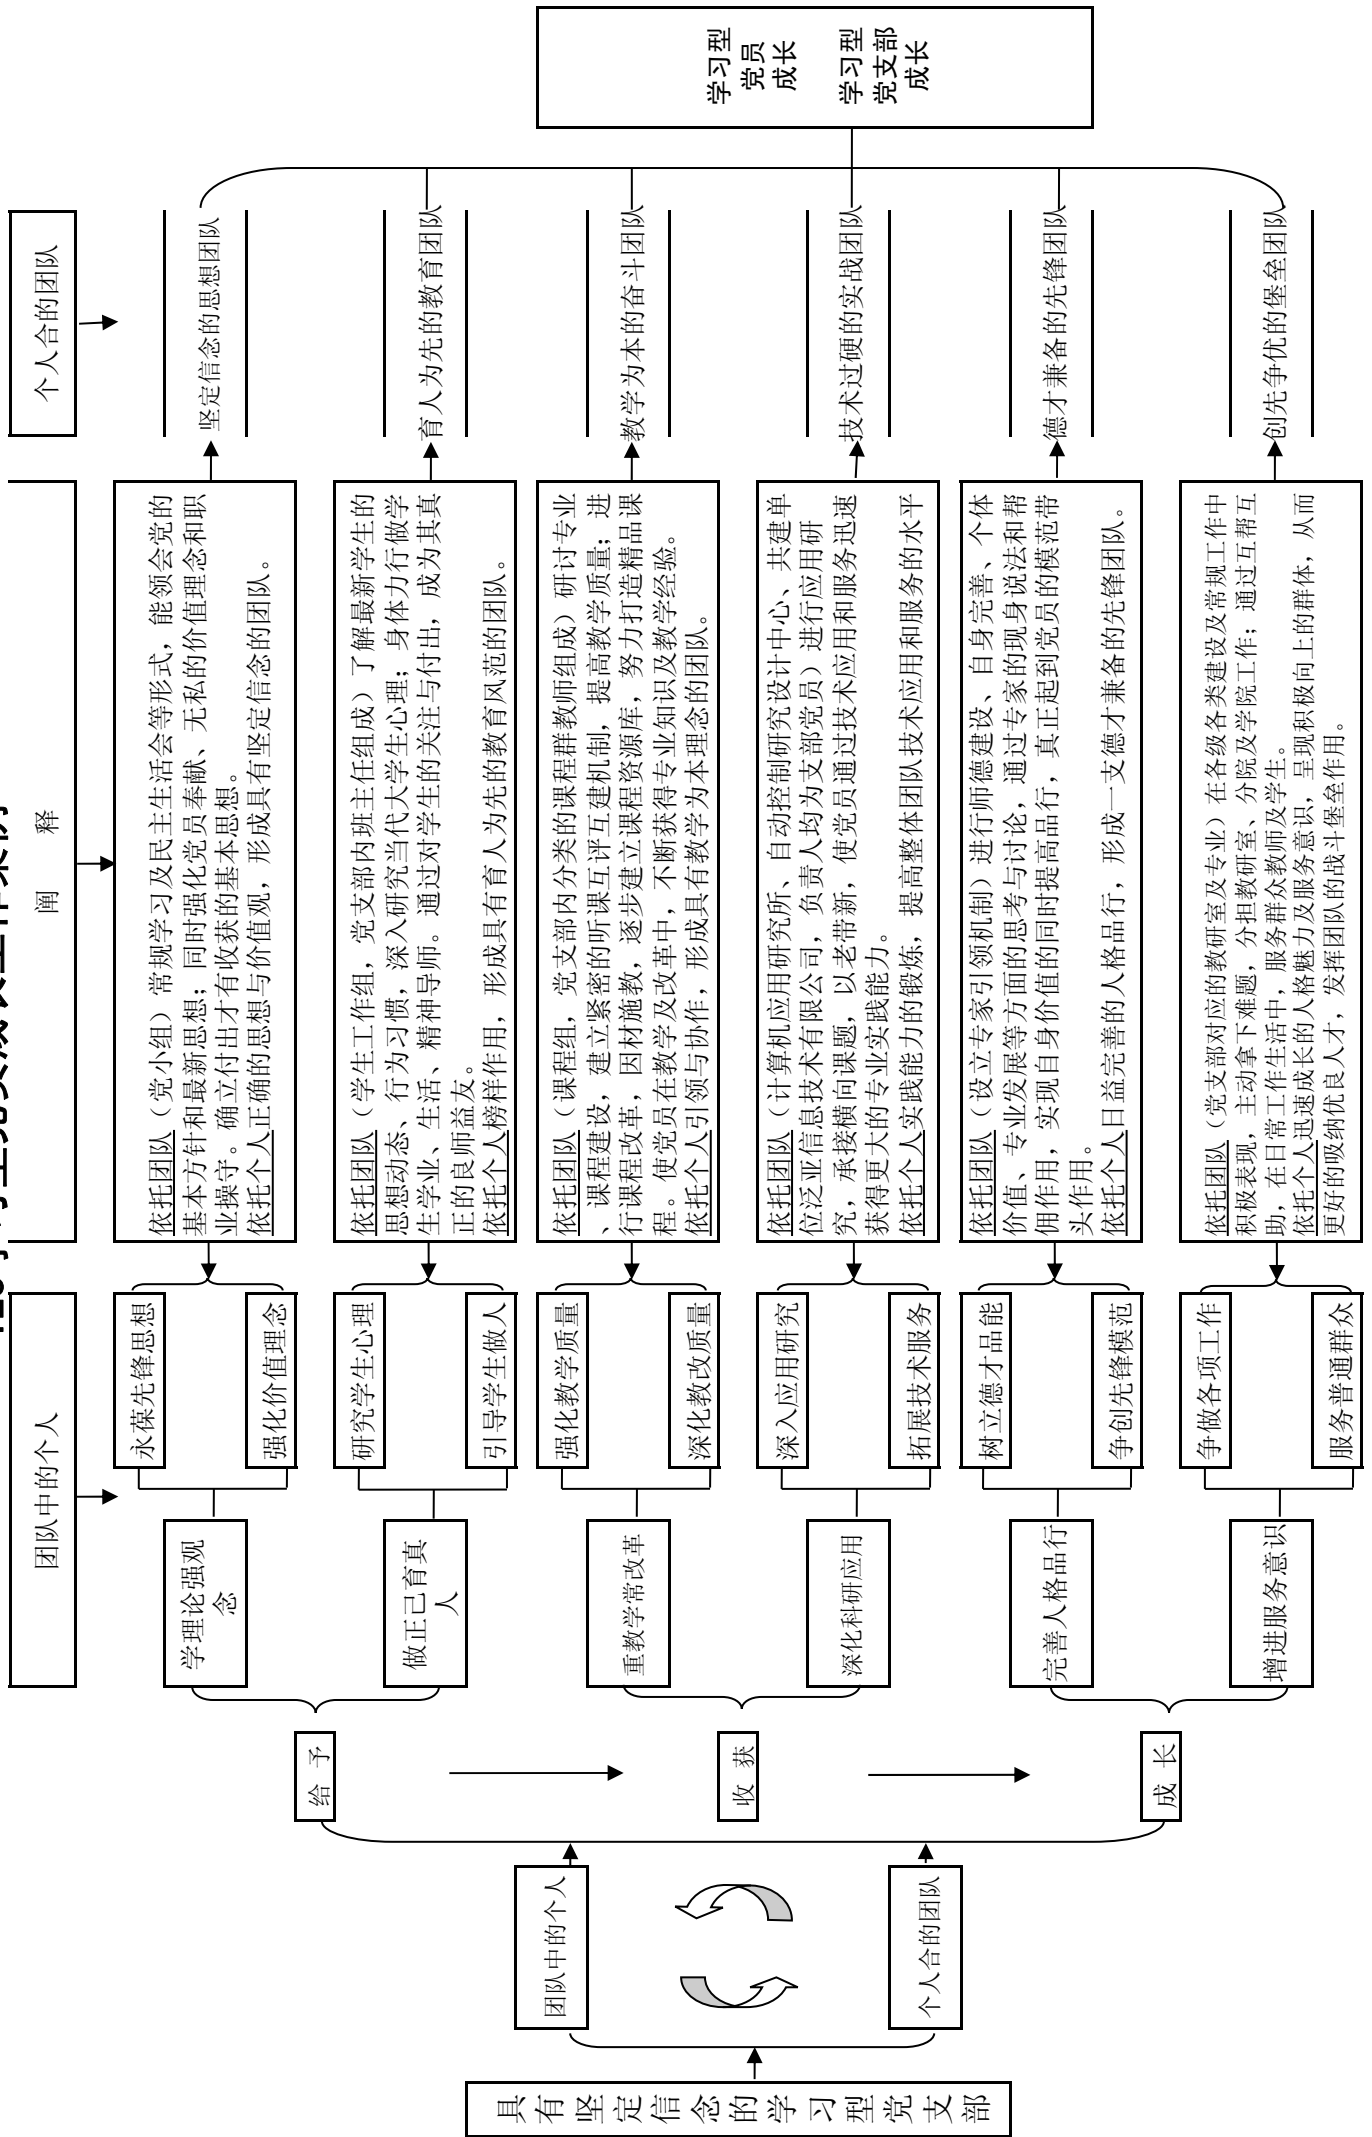 团队中的个人
阐 释
个人合的团队
具有坚定信念的学习型党支部
团队中的个人
个人合的团队
给 予
收 获
成 长
学理论强观
念
永葆先锋思想
强化价值理念
依托团队（党小组）常规学习及民主生活会等形式，能领会党的
基本方针和最新思想；同时强化党员奉献、无私的价值理念和职
业操守。确立付出才有收获的基本思想。
依托个人正确的思想与价值观，形成具有坚定信念的团队。
坚定信念的思想团队
做正己育真
人
研究学生心理
引导学生做人
依托团队（学生工作组，党支部内班主任组成）了解最新学生的
思想动态、行为习惯，深入研究当代大学生心理；身体力行做学
生学业、生活、精神导师。通过对学生的关注与付出，成为其真
正的良师益友。
依托个人榜样作用，形成具有育人为先的教育风范的团队。
育人为先的教育团队
重教学常改革
强化教学质量
深化教改质量
依托团队（课程组，党支部内分类的课程群教师组成）研讨专业
、课程建设，建立紧密的听课互评互建机制，提高教学质量；进
行课程改革，因材施教，逐步建立课程资源库，努力打造精品课
程。使党员在教学及改革中，不断获得专业知识及教学经验。
依托个人引领与协作，形成具有教学为本理念的团队。
教学为本的奋斗团队
深化科研应用
深入应用研究
拓展技术服务
依托团队（计算机应用研究所、自动控制研究设计中心、共建单
位泛亚信息技术有限公司，负责人均为支部党员）进行应用研
究，承接横向课题，以老带新，使党员通过技术应用和服务迅速
获得更大的专业实践能力。
依托个人实践能力的锻炼，提高整体团队技术应用和服务的水平
技术过硬的实战团队
完善人格品行
树立德才品能
争创先锋模范
依托团队（设立专家引领机制）进行师德建设、自身完善、个体
价值、专业发展等方面的思考与讨论，通过专家的现身说法和帮
佣作用，实现自身价值的同时提高品行，真正起到党员的模范带
头作用。
依托个人日益完善的人格品行，形成一支德才兼备的先锋团队。
德才兼备的先锋团队
增进服务意识
争做各项工作
服务普通群众
依托团队（党支部对应的教研室及专业）在各级各类建设及常规工作中
积极表现，主动拿下难题，分担教研室、分院及学院工作；通过互帮互
助，在日常工作生活中，服务群众教师及学生。
依托个人迅速成长的人格魅力及服务意识，呈现积极向上的群体，从而
更好的吸纳优良人才，发挥团队的战斗堡垒作用。
创先争优的堡垒团队
学习型
党员
成长
学习型
党支部
成长